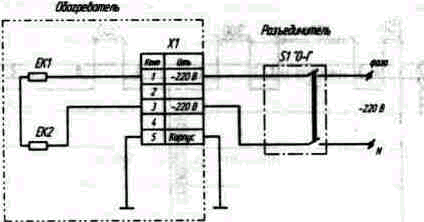 Обогреватель
Разъединитель
X1
S1 "0-I"
Конт Цепь
фаза
EK1
1 ~220 В
2
3 ~220 В
~220 В
EK2
4
5 Корпус
N